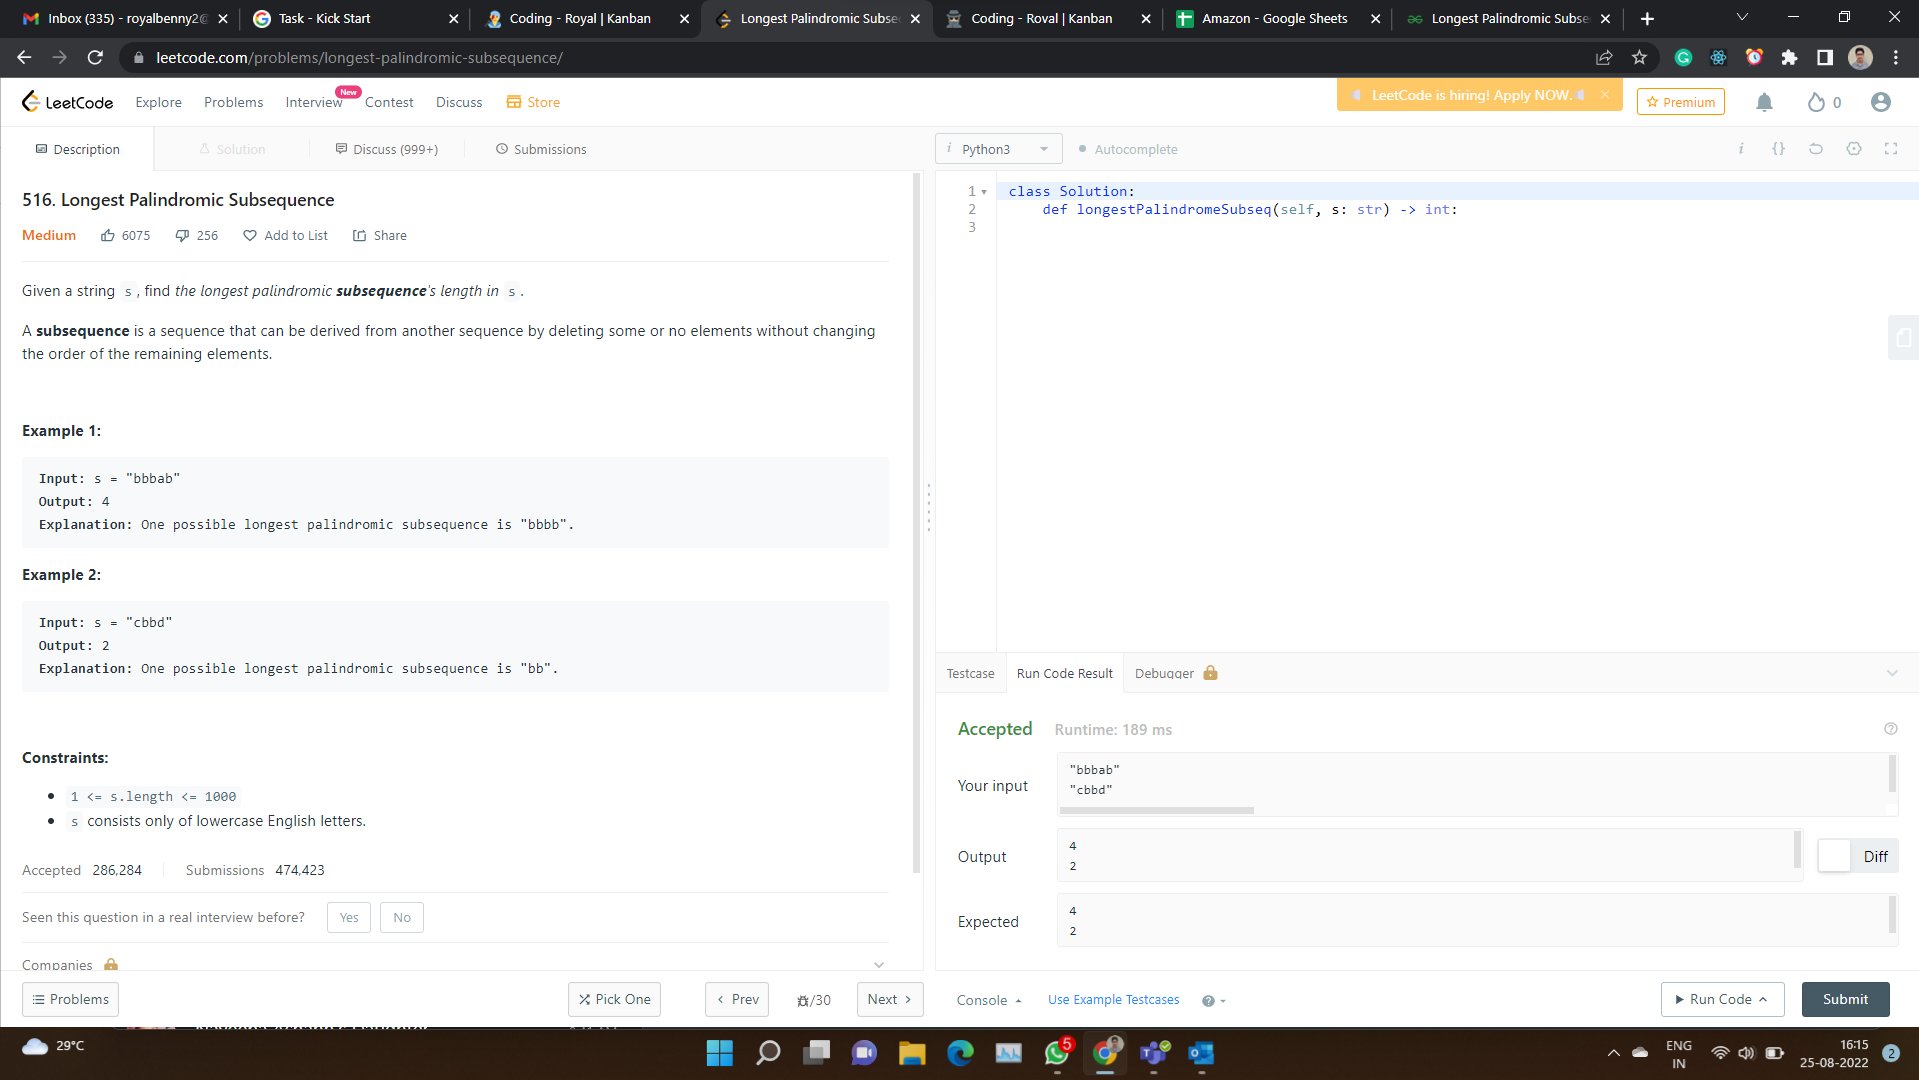 Inbox (335) - royalbenny2@
Task - Kick Start
Coding - Royal | Kanban
Longest Palindromic Subse
Coding - Royal | Kanban
Amazon - Google Sheets
Longest Palindromic Subse
leetcode.com/problems/longest-palindromic-subsequence/
LeetCode
Explore
Problems
Interview
New
Contest
Discuss
Store
LeetCode is hiring! Apply NOW.
Premium
0
Description
Solution
Discuss (999+)
Submissions
516. Longest Palindromic Subsequence
Medium
6075
256
Add to List
Share
Given a string s, find the longest palindromic subsequence's length in s.
A subsequence is a sequence that can be derived from another sequence by deleting some or no elements without changing
the order of the remaining elements.
Example 1:
Input: s = "bbbab"
Output: 4
Explanation: One possible longest palindromic subsequence is "bbbb".
Example 2:
Input: s = "cbbd"
Output: 2
Explanation: One possible longest palindromic subsequence is "bb".
Constraints:
1 <= s.length <= 1000
s consists only of lowercase English letters.
Accepted 286,284
Submissions 474,423
Seen this question in a real interview before?
Yes
No
Companies
Problems
Pick One
Prev
/30
Next
i Python3
Autocomplete
i {}
1 class Solution:
2 def longestPalindromeSubseq(self, s: str) -> int:
3
Testcase
Run Code Result
Debugger
Accepted
Runtime: 189 ms
Your input
"bbbab"
"cbbd"
Output
4
2
Diff
Expected
4
2
Console
Use Example Testcases
Run Code
Submit
29°C
5
ENG
IN
16:15
25-08-2022
2